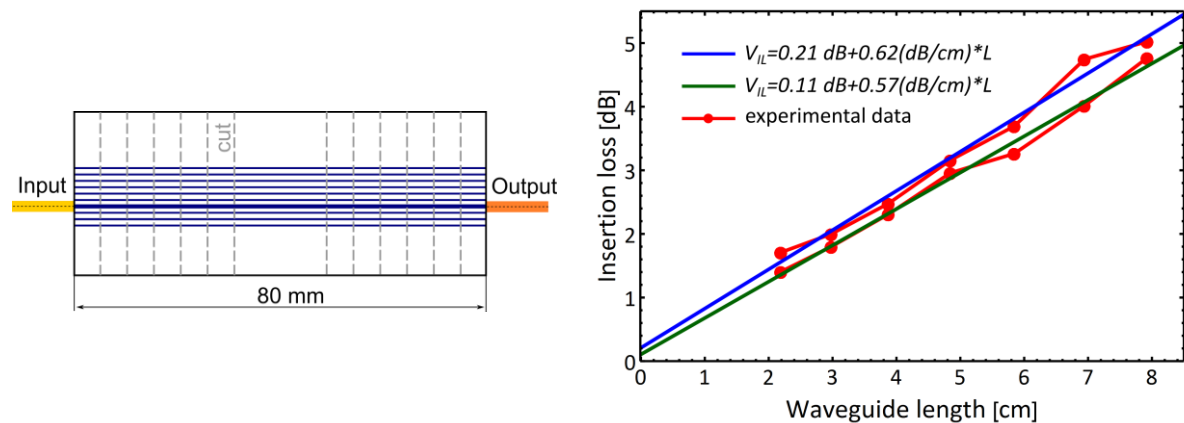 cut
Input
Output
80 mm
Insertion loss [dB]
5
4
3
2
1
0
V_IL=0.21 dB+0.62(dB/cm)*L
V_IL=0.11 dB+0.57(dB/cm)*L
experimental data
0 1 2 3 4 5 6 7 8
Waveguide length [cm]